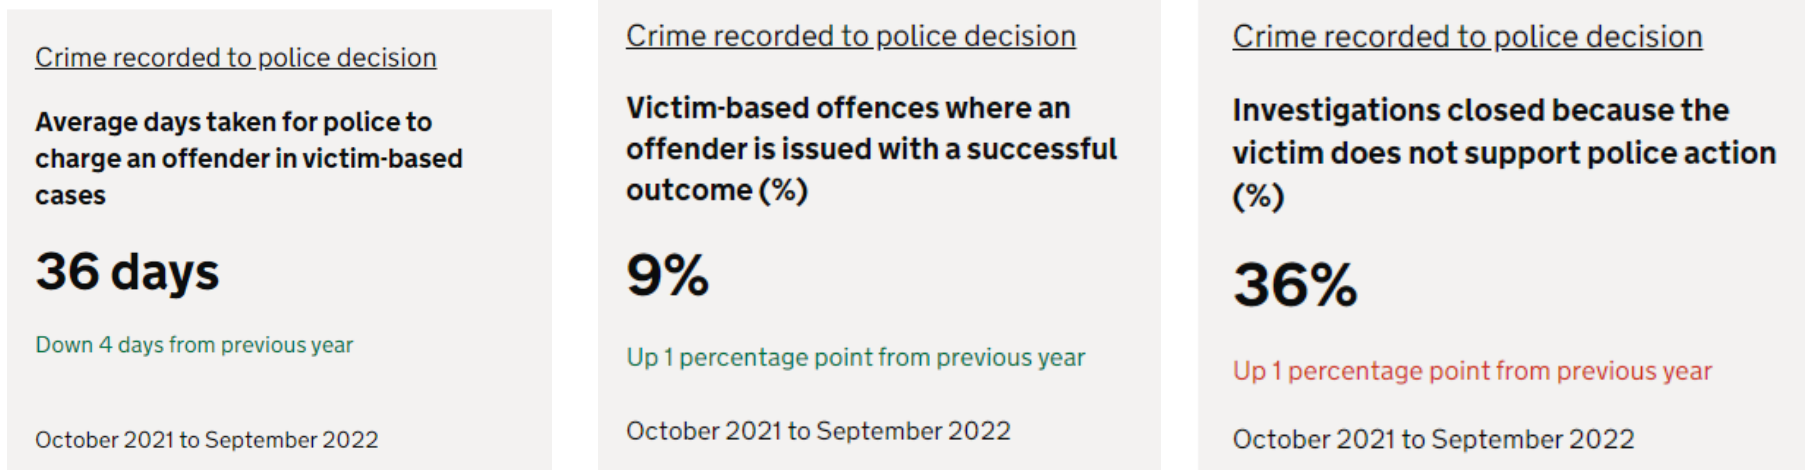 Crime recorded to police decision
Average days taken for police to
charge an offender in victim-based
cases
36 days
Down 4 days from previous year
October 2021 to September 2022
Crime recorded to police decision
Victim-based offences where an
offender is issued with a successful
outcome (%)
9%
Up 1 percentage point from previous year
October 2021 to September 2022
Crime recorded to police decision
Investigations closed because the
victim does not support police action
(%)
36%
Up 1 percentage point from previous year
October 2021 to September 2022